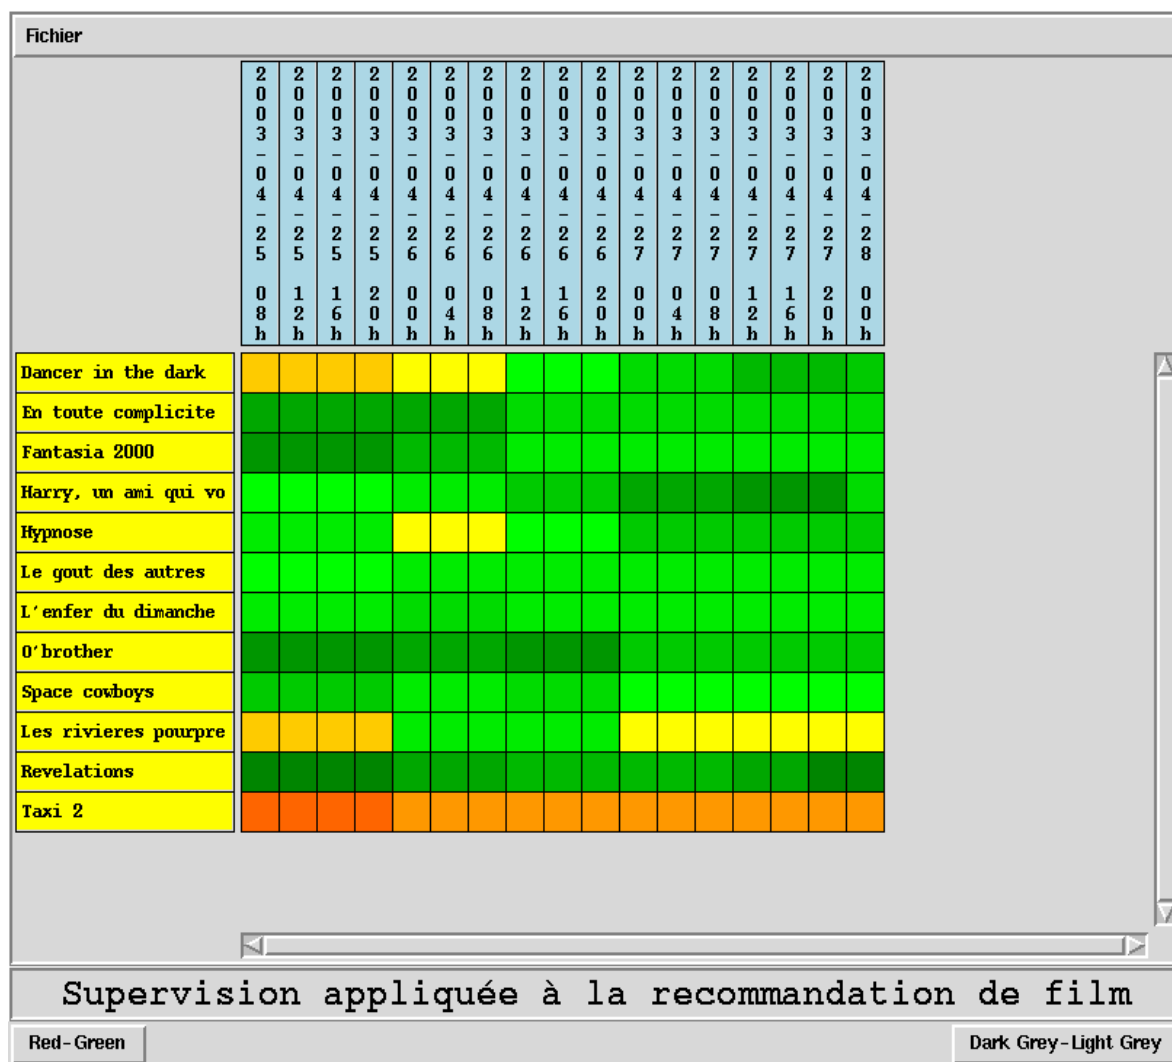 Fichier
2003-04-25 08h
2003-04-25 12h
2003-04-25 16h
2003-04-25 20h
2003-04-26 00h
2003-04-26 04h
2003-04-26 08h
2003-04-26 12h
2003-04-26 16h
2003-04-26 20h
2003-04-27 00h
2003-04-27 04h
2003-04-27 08h
2003-04-27 12h
2003-04-27 16h
2003-04-27 20h
2003-04-28 00h
Dancer in the dark
En toute complicite
Fantasia 2000
Harry, un ami qui vo
Hypnose
Le gout des autres
L'enfer du dimanche
O'brother
Space cowboys
Les rivieres pourpre
Revelations
Taxi 2
Supervision appliquée à la recommandation de film
Red-Green
Dark Grey-Light Grey